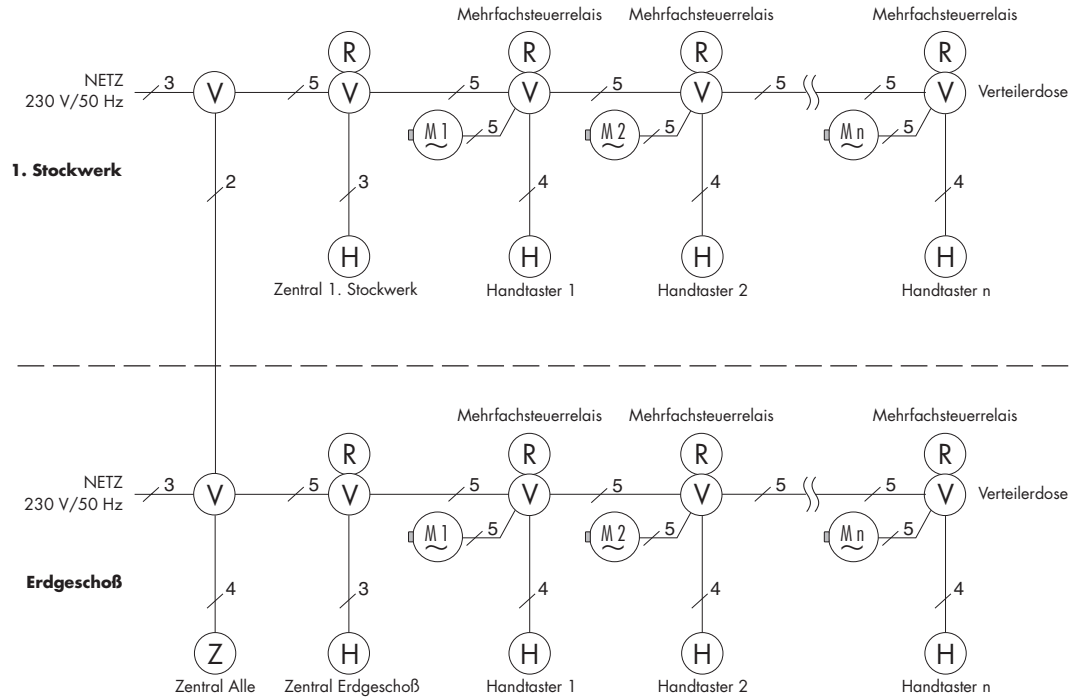 Mehrfachsteuerrelais Mehrfachsteuerrelais Mehrfachsteuerrelais
R R R R
NETZ 3 V 5 V 5 V 5 V 5 5 V Verteilerdose
230 V/50 Hz
M1 5 M2 5 Mn 5
1. Stockwerk
2 3 4 4 4
H H H H
Zentral 1. Stockwerk Handtaster 1 Handtaster 2 Handtaster n
Mehrfachsteuerrelais Mehrfachsteuerrelais Mehrfachsteuerrelais
R R R R
NETZ 3 V 5 V 5 V 5 V 5 5 V Verteilerdose
230 V/50 Hz
M1 5 M2 5 Mn 5
Erdgeschoß
4 3 4 4 4
Z H H H H
Zentral Alle Zentral Erdgeschoß Handtaster 1 Handtaster 2 Handtaster n